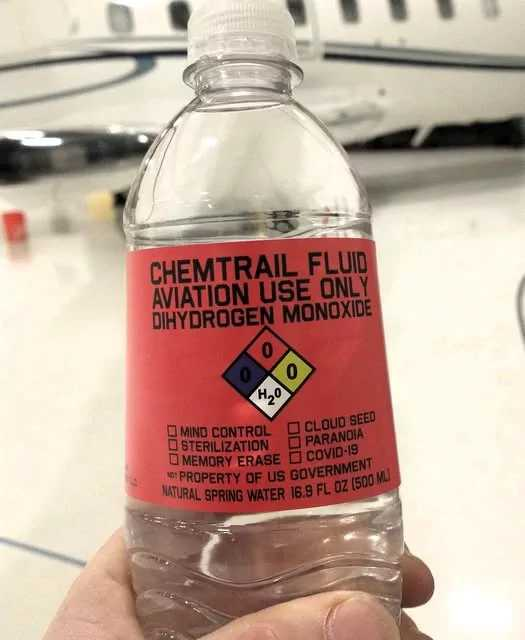 CHEMTRAIL FLUID
AVIATION USE ONLY
DIHYDROGEN MONOXIDE
0
0 0
H2O
MIND CONTROL
STERILIZATION
MEMORY ERASE
CLOUD SEED
PARANOIA
COVID-19
NOT PROPERTY OF US GOVERNMENT
NATURAL SPRING WATER 16.9 FL OZ (500 ML)